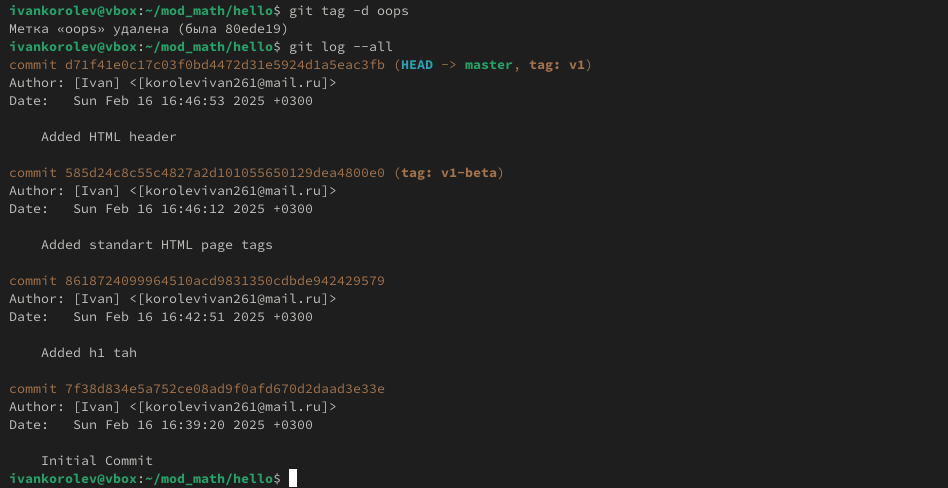 ivankorolev@vbox:~/mod_math/hello$ git tag -d oops
Метка «oops» удалена (была 80ede19)
ivankorolev@vbox:~/mod_math/hello$ git log --all
commit d71f41e0c17c03f0bd4472d31e5924d1a5eac3fb (HEAD -> master, tag: v1)
Author: [Ivan] <[korolevivan261@mail.ru]>
Date:   Sun Feb 16 16:46:53 2025 +0300
    Added HTML header
commit 585d24c8c55c4827a2d101055650129dea4800e0 (tag: v1-beta)
Author: [Ivan] <[korolevivan261@mail.ru]>
Date:   Sun Feb 16 16:46:12 2025 +0300
    Added standart HTML page tags
commit 8618724099964510acd9831350cdbde942429579
Author: [Ivan] <[korolevivan261@mail.ru]>
Date:   Sun Feb 16 16:42:51 2025 +0300
    Added h1 tah
commit 7f38d834e5a752ce08ad9f0afd670d2daad3e33e
Author: [Ivan] <[korolevivan261@mail.ru]>
Date:   Sun Feb 16 16:39:20 2025 +0300
    Initial Commit
ivankorolev@vbox:~/mod_math/hello$